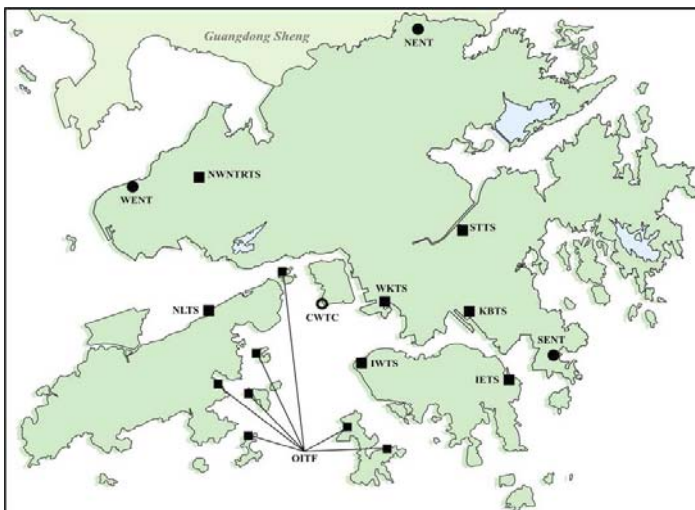 Guangdong Sheng
NENT
NWNTRTS
WENT
STTS
WKTS
NLTS
CWTC
KBTS
SENT
IWTS
IETS
OITF